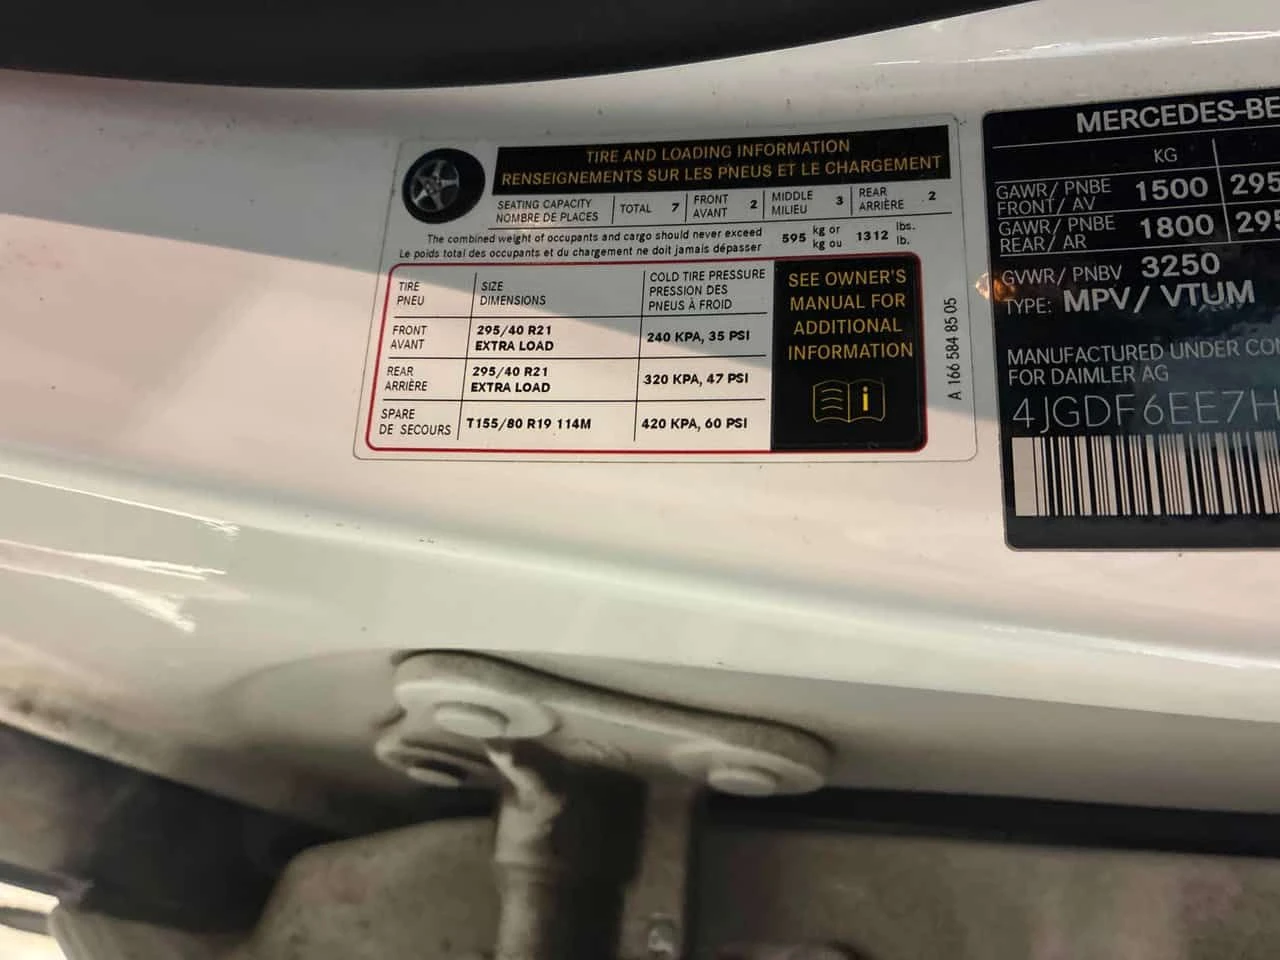 TIRE AND LOADING INFORMATION
RENSEIGNEMENTS SUR LES PNEUS ET LE CHARGEMENT
SEATING CAPACITY
NOMBRE DE PLACES
TOTAL 7
FRONT
AVANT 2
MIDDLE
MILIEU 3
REAR
ARRIÈRE 2
The combined weight of occupants and cargo should never exceed
Le poids total des occupants et du chargement ne doit jamais dépasser
595 kg or
kg ou
1312 lbs.
lb.
TIRE
PNEU
SIZE
DIMENSIONS
COLD TIRE PRESSURE
PRESSION DES
PNEUS À FROID
FRONT
AVANT
295/40 R21
EXTRA LOAD
240 KPA, 35 PSI
REAR
ARRIÈRE
295/40 R21
EXTRA LOAD
320 KPA, 47 PSI
SPARE
DE SECOURS
T155/80 R19 114M
420 KPA, 60 PSI
SEE OWNER'S
MANUAL FOR
ADDITIONAL
INFORMATION
i
A 166 584 85 05
MERCEDES-BE
KG
GAWR/PNBE
FRONT/AV
1500 295
GAWR/PNBE
REAR/AR
1800 295
GVWR/PNBV 3250
TYPE: MPV/VTUM
MANUFACTURED UNDER CON
FOR DAIMLER AG
4JGDF6EE7H